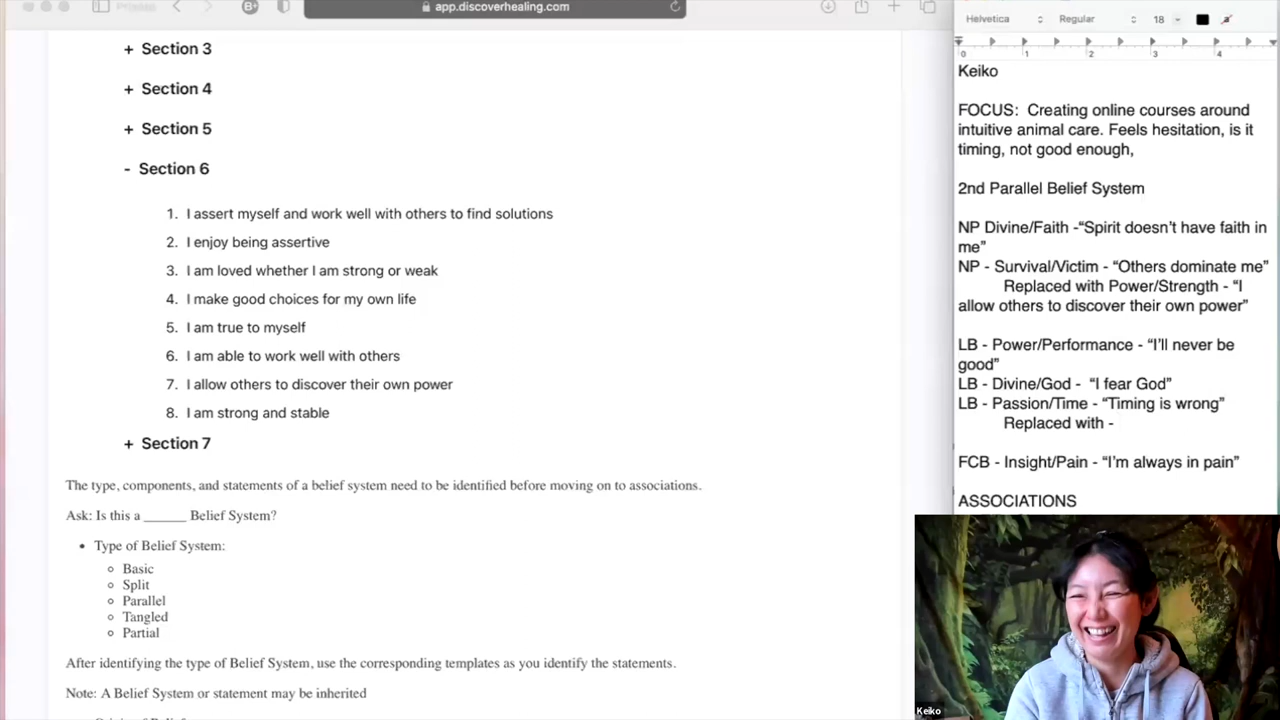 app.discoverhealing.com
+ Section 3
+ Section 4
+ Section 5
- Section 6
1. I assert myself and work well with others to find solutions
2. I enjoy being assertive
3. I am loved whether I am strong or weak
4. I make good choices for my own life
5. I am true to myself
6. I am able to work well with others
7. I allow others to discover their own power
8. I am strong and stable
+ Section 7
The type, components, and statements of a belief system need to be identified before moving on to associations.
Ask: Is this a ______ Belief System?
• Type of Belief System:
○ Basic
○ Split
○ Parallel
○ Tangled
○ Partial
After identifying the type of Belief System, use the corresponding templates as you identify the statements.
Note: A Belief System or statement may be inherited
Helvetica Regular 18 a
0 1 2 3 4
Keiko
FOCUS: Creating online courses around
intuitive animal care. Feels hesitation, is it
timing, not good enough,
2nd Parallel Belief System
NP Divine/Faith -“Spirit doesn’t have faith in
me”
NP - Survival/Victim - “Others dominate me”
Replaced with Power/Strength - “I
allow others to discover their own power”
LB - Power/Performance - “I’ll never be
good”
LB - Divine/God - “I fear God”
LB - Passion/Time - “Timing is wrong”
Replaced with -
FCB - Insight/Pain - “I’m always in pain”
ASSOCIATIONS
Keiko